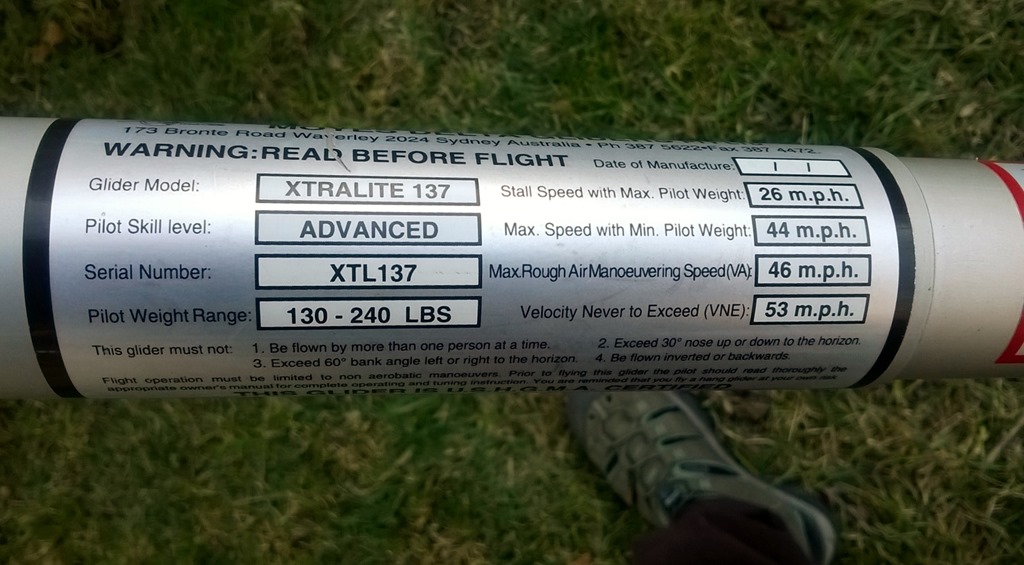 173 Bronte Road Waverley 2024 Sydney Australia • Ph 387 5622•Fax 387 4472
WARNING:READ BEFORE FLIGHT
Date of Manufacture: / /
Glider Model: XTRALITE 137
Stall Speed with Max. Pilot Weight: 26 m.p.h.
Pilot Skill level: ADVANCED
Max. Speed with Min. Pilot Weight: 44 m.p.h.
Serial Number: XTL137
Max.Rough Air Manoeuvering Speed(VA): 46 m.p.h.
Pilot Weight Range: 130 - 240 LBS
Velocity Never to Exceed (VNE): 53 m.p.h.
This glider must not: 1. Be flown by more than one person at a time. 2. Exceed 30° nose up or down to the horizon.
3. Exceed 60° bank angle left or right to the horizon. 4. Be flown inverted or backwards.
Flight operation must be limited to non aerobatic manoeuvers. Prior to flying this glider the pilot should read thoroughly the
appropriate owner's manual for complete operating and tuning instruction. You are reminded that you fly a hang glider at your own risk.
THIS GLIDER IS U.S.H.G.M.A. CERTIFIED